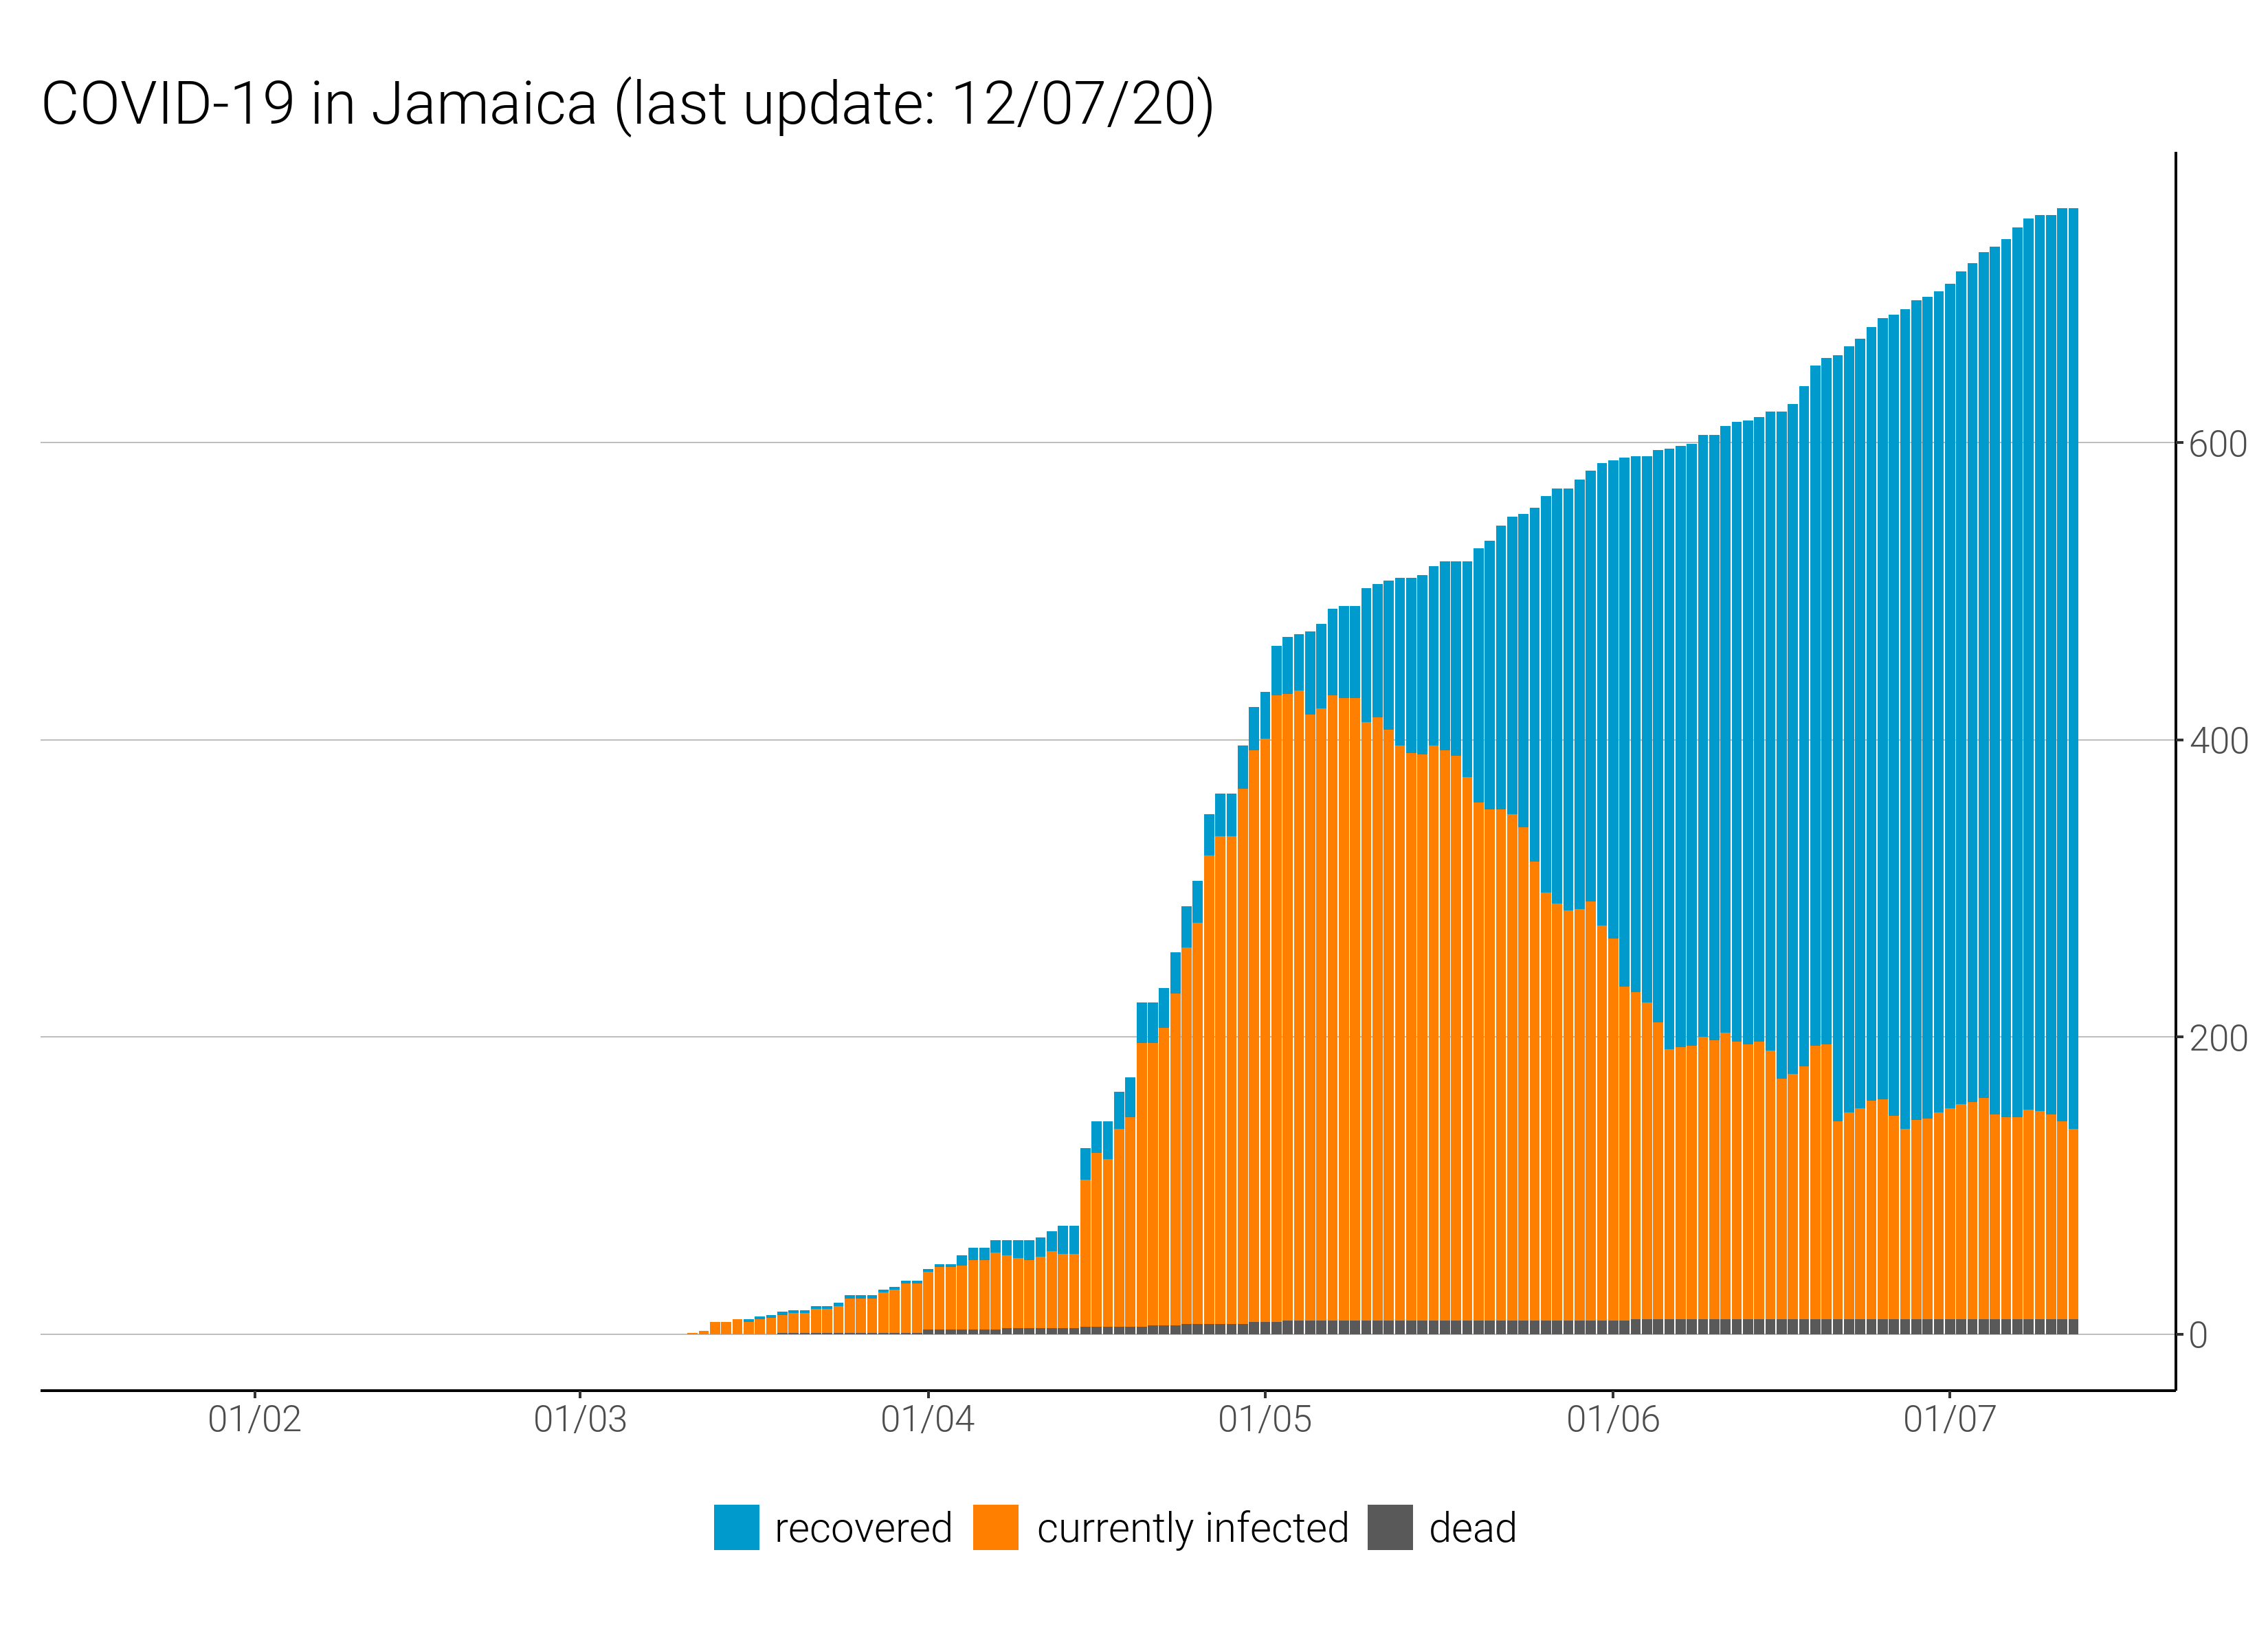 COVID-19 in Jamaica (last update: 12/07/20)
600
400
200
0
01/02 01/03 01/04 01/05 01/06 01/07
recovered currently infected dead